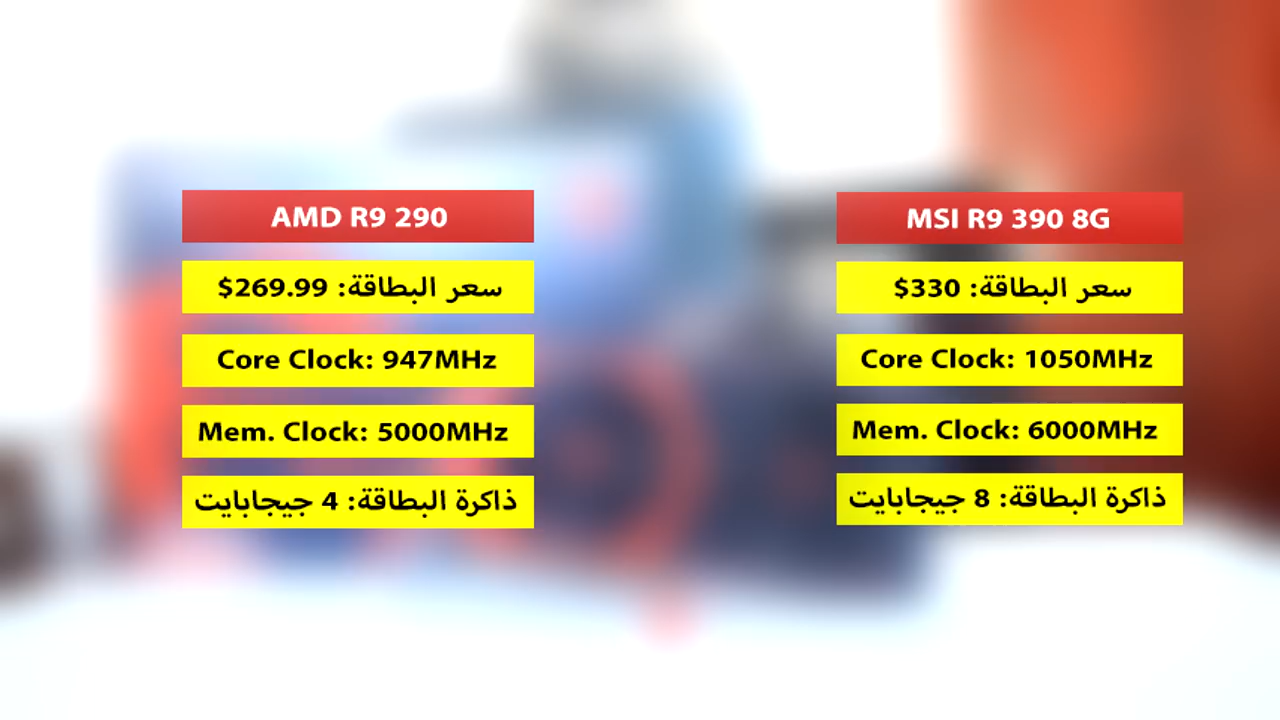 AMD R9 290
سعر البطاقة: 269.99$
Core Clock: 947MHz
Mem. Clock: 5000MHz
ذاكرة البطاقة: 4 جيجابايت
MSI R9 390 8G
سعر البطاقة: 330$
Core Clock: 1050MHz
Mem. Clock: 6000MHz
ذاكرة البطاقة: 8 جيجابايت